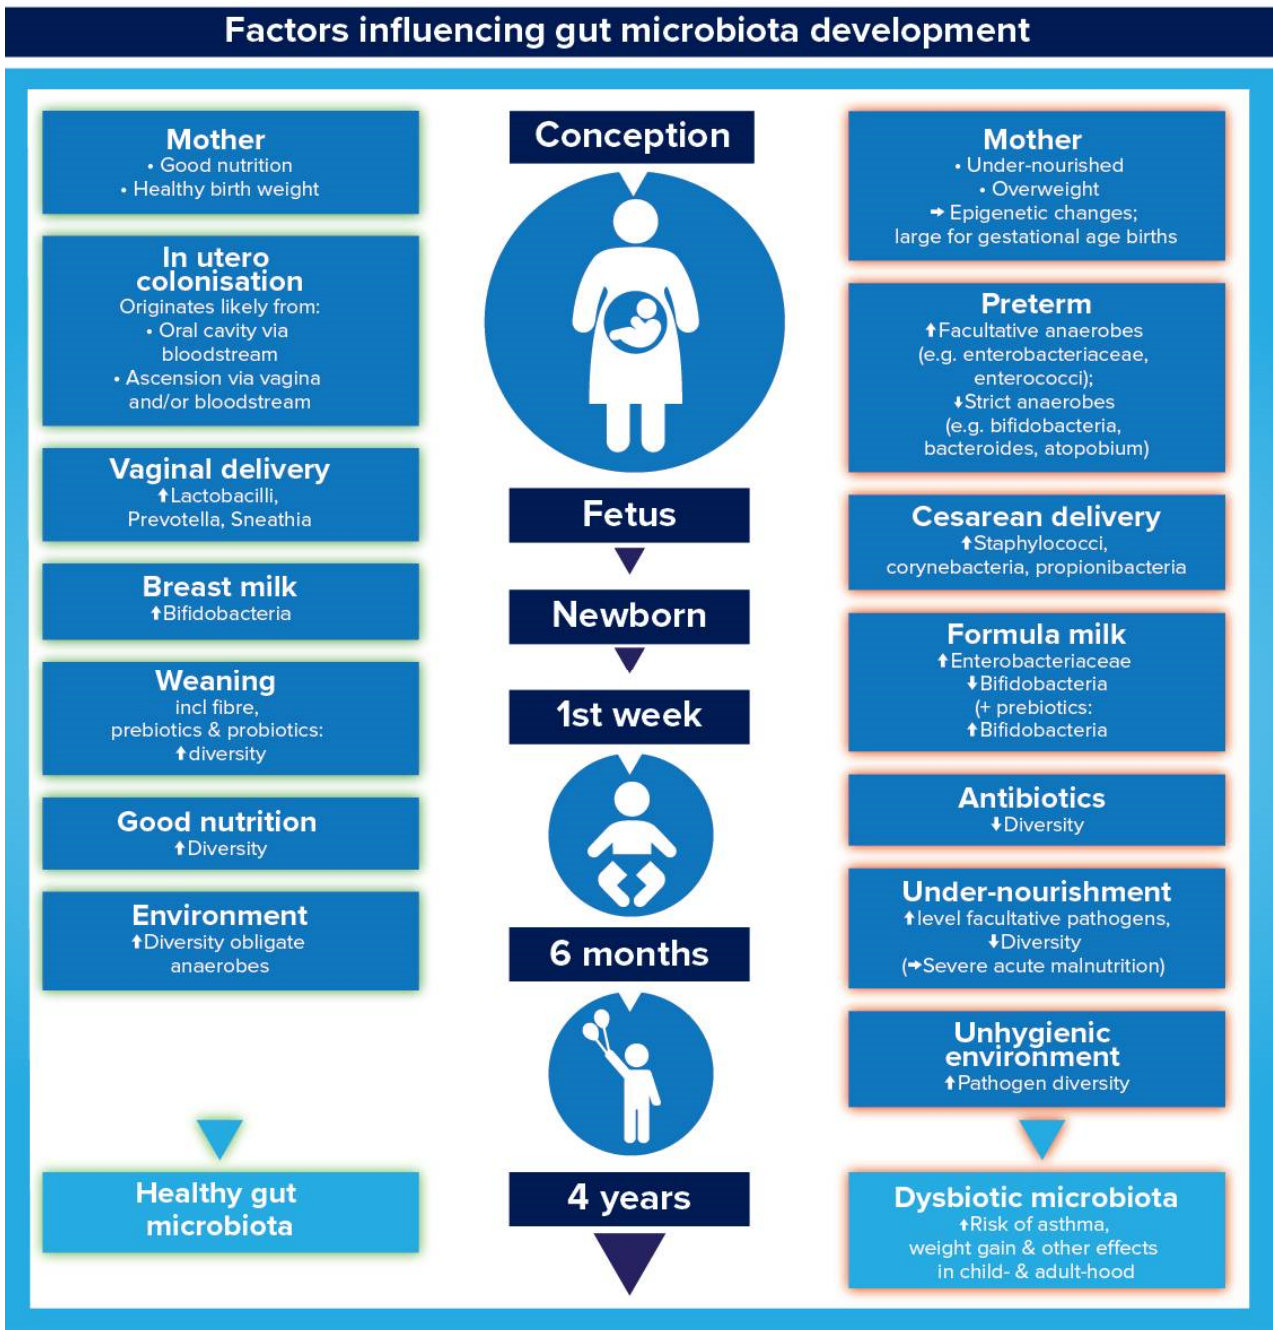 Factors influencing gut microbiota development
Mother
• Good nutrition
• Healthy birth weight
In utero
colonisation
Originates likely from:
• Oral cavity via
bloodstream
• Ascension via vagina
and/or bloodstream
Vaginal delivery
⬆Lactobacilli,
Prevotella, Sneathia
Breast milk
⬆Bifidobacteria
Weaning
incl fibre,
prebiotics & probiotics:
⬆diversity
Good nutrition
⬆Diversity
Environment
⬆Diversity obligate
anaerobes
Healthy gut
microbiota
Conception
Fetus
Newborn
1st week
6 months
4 years
Mother
• Under-nourished
• Overweight
➡ Epigenetic changes;
large for gestational age births
Preterm
⬆Facultative anaerobes
(e.g. enterobacteriaceae,
enterococci);
⬇Strict anaerobes
(e.g. bifidobacteria,
bacteroides, atopobium)
Cesarean delivery
⬆Staphylococci,
corynebacteria, propionibacteria
Formula milk
⬆Enterobacteriaceae
⬇Bifidobacteria
(+ prebiotics:
⬆Bifidobacteria
Antibiotics
⬇Diversity
Under-nourishment
⬆level facultative pathogens,
⬇Diversity
(➡Severe acute malnutrition)
Unhygienic
environment
⬆Pathogen diversity
Dysbiotic microbiota
⬆Risk of asthma,
weight gain & other effects
in child- & adult-hood